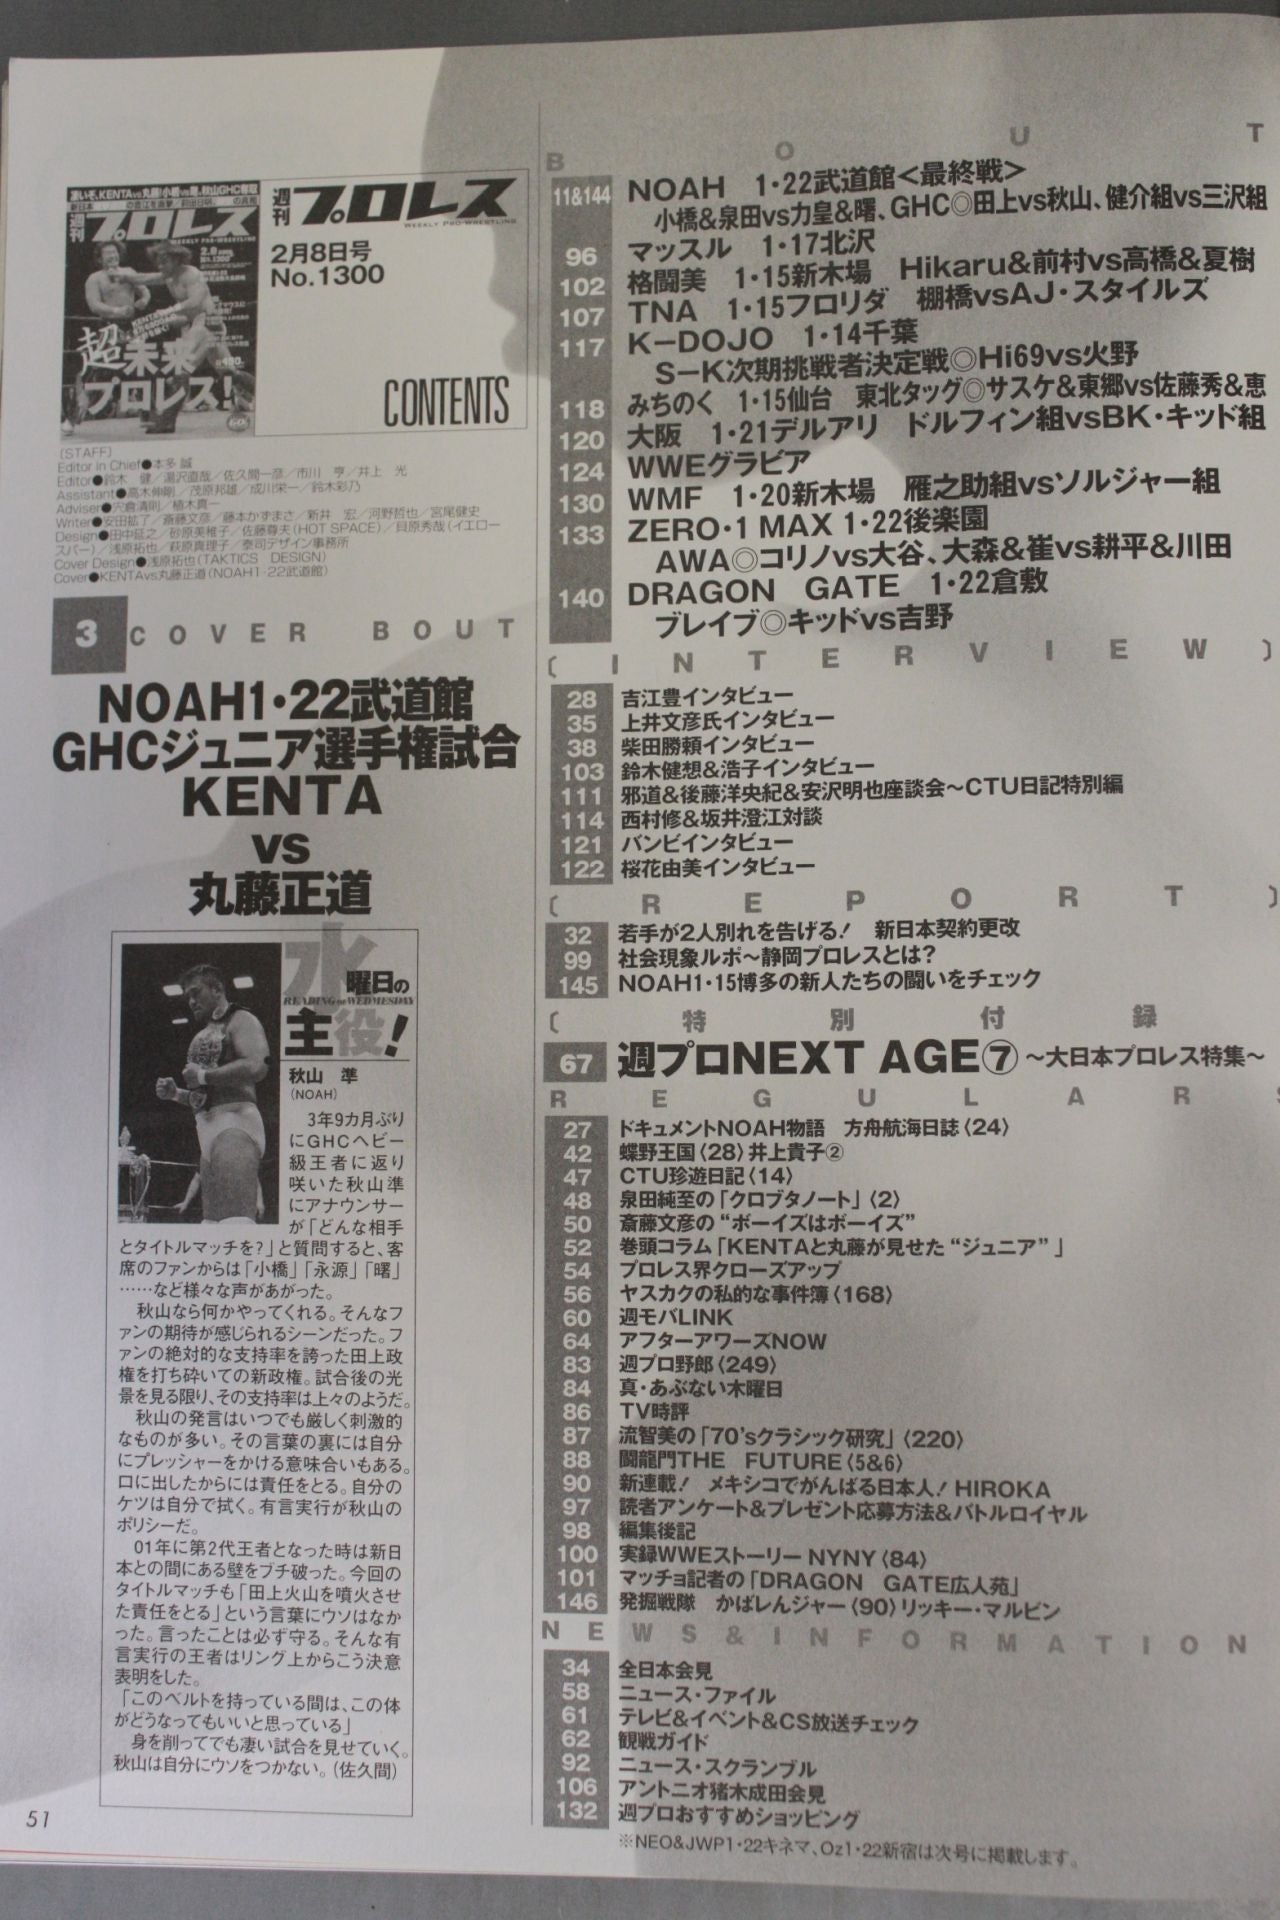 週刊プロレス
WEEKLY PRO-WRESTLING
2月8日号
No.1300
CONTENTS
凄いぞ、KENTAvs丸藤!小橋vs曙、秋山GHC奪取
週刊プロレス
超未来
プロレス!
〔STAFF〕
Editor in Chief●本多 誠
Editor●鈴木 健/湯沢直哉/佐久間一彦/市川 亨/井上 光
Assistant●高木伸剛/茂原邦雄/成川栄一/鈴木彩乃
Adviser●宍倉清則/植木真一
Writer●安田拡了/斎藤文彦/藤本かずまさ/新井 宏/河野哲也/宮尾健史
Design●田中延之/砂原美稚子/佐藤尊夫(HOT SPACE)/貝原秀哉(イエロー
スパー)/浅原拓也/萩原真理子/泰司デザイン事務所
Cover Design●浅原拓也(TAKTICS DESIGN)
Cover●KENTAvs丸藤正道(NOAH1・22武道館)
3 COVER BOUT
NOAH1・22武道館
GHCジュニア選手権試合
KENTA
vs
丸藤正道
水曜日の
READING of WEDNESDAY
主役!
秋山 準
(NOAH)
3年9カ月ぶり
にGHCヘビー
級王者に返り
咲いた秋山準
にアナウンサー
が「どんな相手
とタイトルマッチを?」と質問すると、客
席のファンからは「小橋」「永源」「曙」
……など様々な声があがった。
秋山なら何かやってくれる。そんなフ
ァンの期待が感じられるシーンだった。フ
ァンの絶対的な支持率を誇った田上政
権を打ち砕いての新政権。試合後の光
景を見る限り、その支持率は上々のようだ。
秋山の発言はいつでも厳しく刺激的
なものが多い。その言葉の裏には自分
にプレッシャーをかける意味合いもある。
口に出したからには責任をとる。自分の
ケツは自分で拭く。有言実行が秋山の
ポリシーだ。
01年に第2代王者となった時は新日
本との間にある壁をブチ破った。今回の
タイトルマッチも「田上火山を噴火させ
た責任をとる」という言葉にウソはなか
った。言ったことは必ず守る。そんな有
言実行の王者はリング上からこう決意
表明をした。
「このベルトを持っている間は、この体
がどうなってもいいと思っている」
身を削ってでも凄い試合を見せていく。
秋山は自分にウソをつかない。(佐久間)
51
BOUT
11&144 NOAH 1・22武道館<最終戦>
小橋&泉田vs力皇&曙、GHC◎田上vs秋山、健介組vs三沢組
96 マッスル 1・17北沢
102 格闘美 1・15新木場 Hikaru&前村vs高橋&夏樹
107 TNA 1・15フロリダ 棚橋vsAJ・スタイルズ
117 K-DOJO 1・14千葉
S-K次期挑戦者決定戦◎Hi69vs火野
118 みちのく 1・15仙台 東北タッグ◎サスケ&東郷vs佐藤秀&恵
120 大阪 1・21デルアリ ドルフィン組vsBK・キッド組
124 WWEグラビア
130 WMF 1・20新木場 雁之助組vsソルジャー組
133 ZERO・1 MAX 1・22後楽園
AWA◎コリノvs大谷、大森&崔vs耕平&川田
140 DRAGON GATE 1・22倉敷
ブレイブ◎キッドvs吉野
〔INTERVIEW〕
28 吉江豊インタビュー
35 上井文彦氏インタビュー
38 柴田勝頼インタビュー
103 鈴木健想&浩子インタビュー
111 邪道&後藤洋央紀&安沢明也座談会~CTU日記特別編
114 西村修&坂井澄江対談
121 バンビインタビュー
122 桜花由美インタビュー
〔REPORT〕
32 若手が2人別れを告げる! 新日本契約更改
99 社会現象ルポ~静岡プロレスとは?
145 NOAH1・15博多の新人たちの闘いをチェック
〔特別付録
67 週プロNEXT AGE⑦ ~大日本プロレス特集~
REGULARS
27 ドキュメントNOAH物語 方舟航海日誌〈24〉
42 蝶野王国〈28〉井上貴子②
47 CTU珍遊日記〈14〉
48 泉田純至の「クロブタノート」〈2〉
50 斎藤文彦の“ボーイズはボーイズ”
52 巻頭コラム「KENTAと丸藤が見せた“ジュニア”」
54 プロレス界クローズアップ
56 ヤスカクの私的な事件簿〈168〉
60 週モバLINK
64 アフターアワーズNOW
83 週プロ野郎〈249〉
84 真・あぶない木曜日
86 TV時評
87 流智美の「70'sクラシック研究」〈220〉
88 闘龍門THE FUTURE〈5&6〉
90 新連載! メキシコでがんばる日本人! HIROKA
97 読者アンケート&プレゼント応募方法&バトルロイヤル
98 編集後記
100 実録WWEストーリー NYNY〈84〉
101 マッチョ記者の「DRAGON GATE広人苑」
146 発掘戦隊 かばれんジャー〈90〉リッキー・マルビン
NEWS&INFORMATION
34 全日本会見
58 ニュース・ファイル
61 テレビ&イベント&CS放送チェック
62 観戦ガイド
92 ニュース・スクランブル
106 アントニオ猪木成田会見
132 週プロおすすめショッピング
※NEO&JWP1・22キネマ、Oz1・22新宿は次号に掲載します。